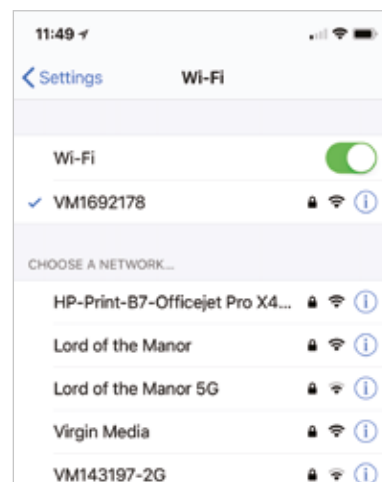 11:49
Settings Wi-Fi
Wi-Fi
VM1692178
CHOOSE A NETWORK...
HP-Print-B7-Officejet Pro X4...
Lord of the Manor
Lord of the Manor 5G
Virgin Media
VM143197-2G